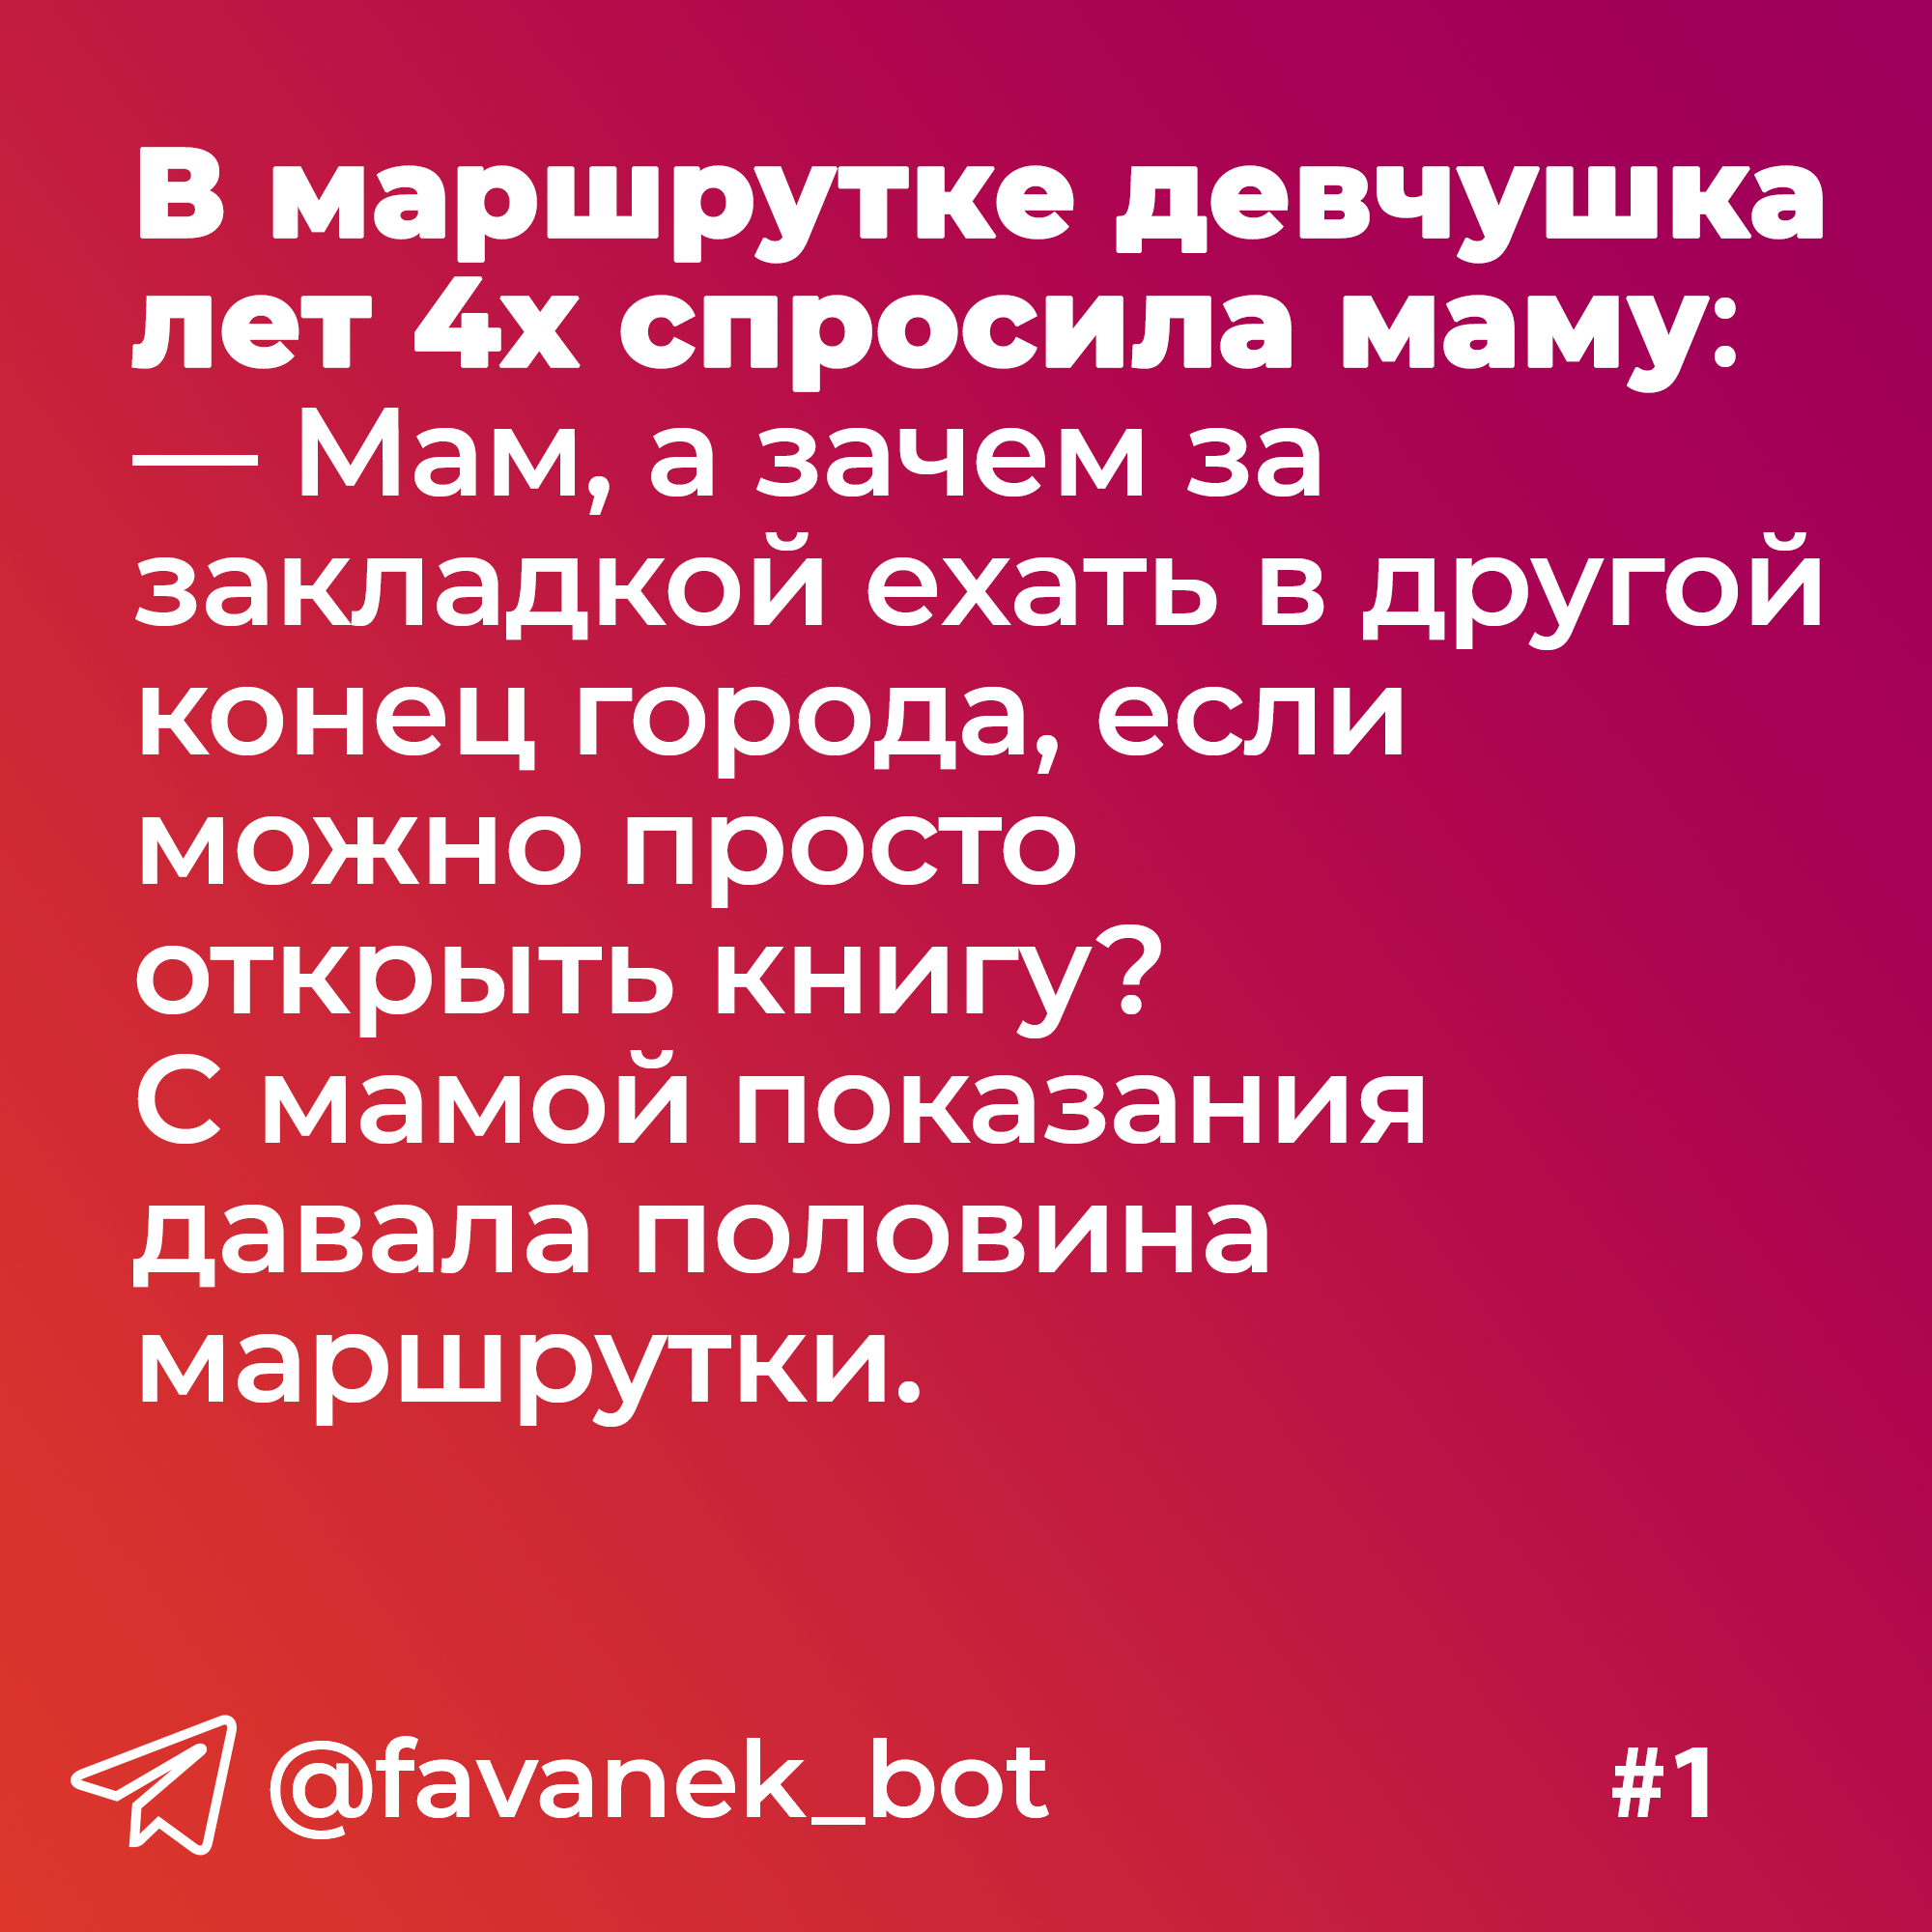 В маршрутке девчушка
лет 4х спросила маму:
— Мам, а зачем за
закладкой ехать в другой
конец города, если
можно просто
открыть книгу?
С мамой показания
давала половина
маршрутки.
@favanek_bot
#1